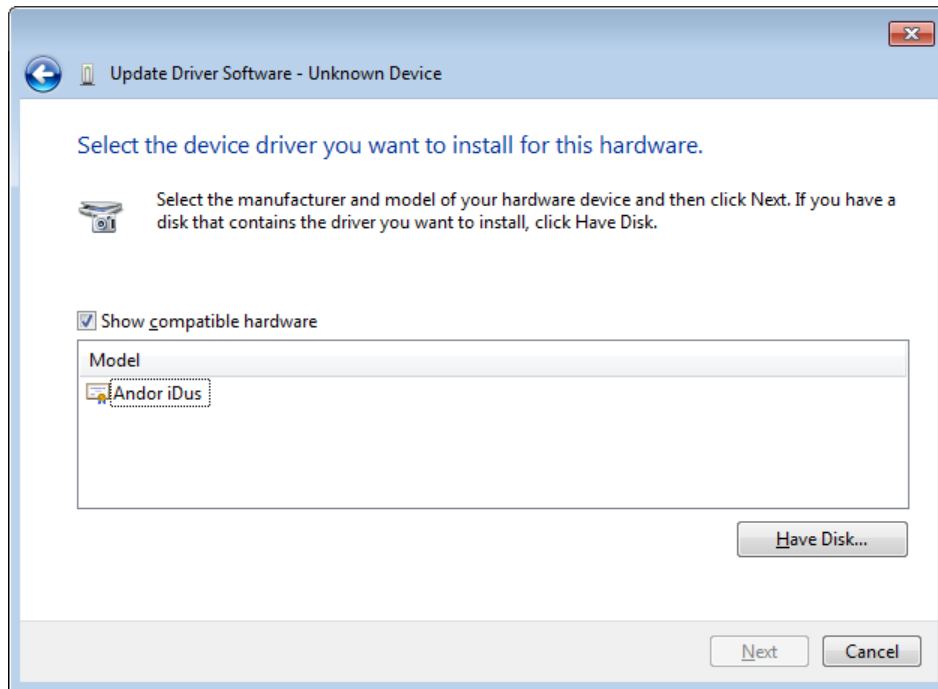 Update Driver Software - Unknown Device
Select the device driver you want to install for this hardware.
Select the manufacturer and model of your hardware device and then click Next. If you have a
disk that contains the driver you want to install, click Have Disk.
Show compatible hardware
Model
Andor iDus
Have Disk...
Next Cancel